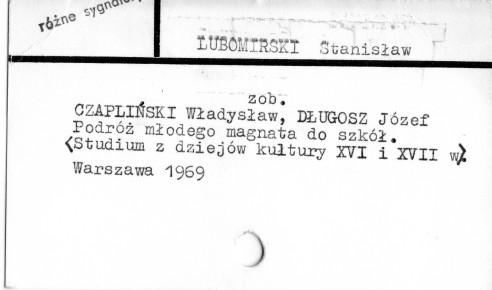 różne sygnatury
LUBOMIRSKI Stanisław
zob.
CZAPLIŃSKI Władysław, DŁUGOSZ Józef
Podróż młodego magnata do szkół.
<Studium z dziejów kultury XVI i XVII w>.
Warszawa 1969